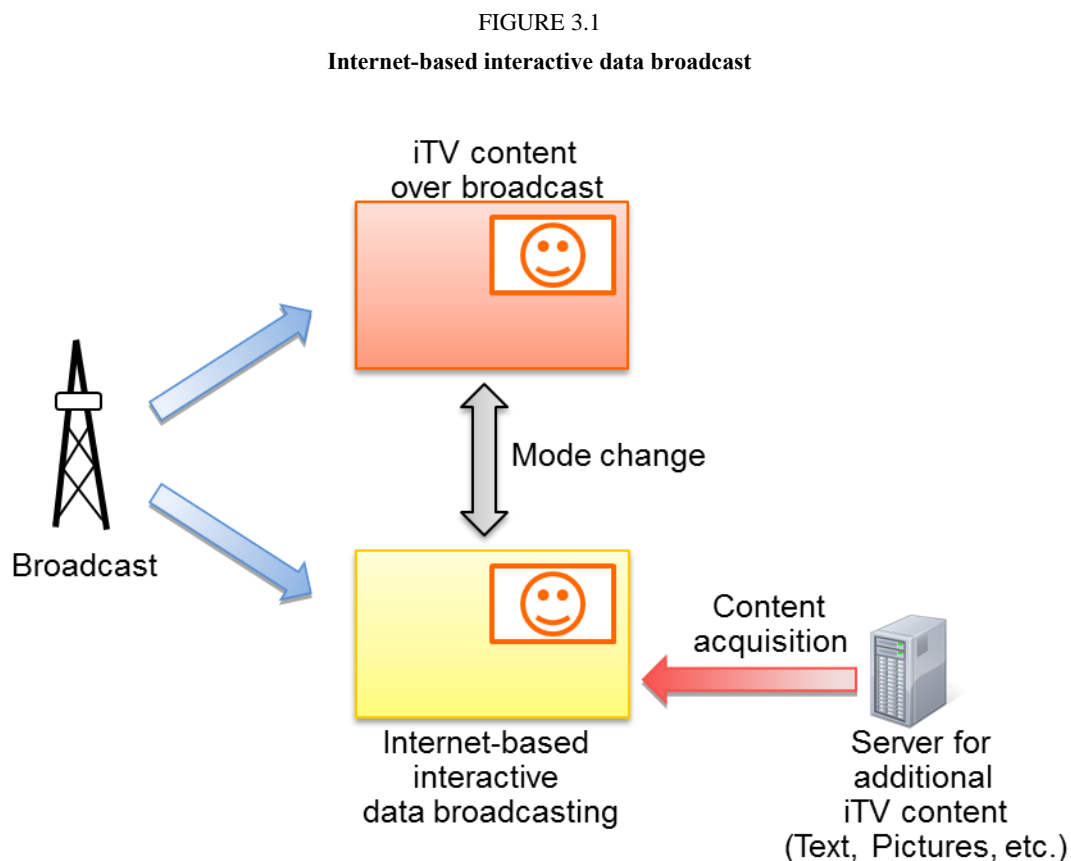 FIGURE 3.1
Internet-based interactive data broadcast
iTV content
over broadcast
Mode change
Broadcast
Content
acquisition
Internet-based
interactive
data broadcasting
Server for
additional
iTV content
(Text, Pictures, etc.)